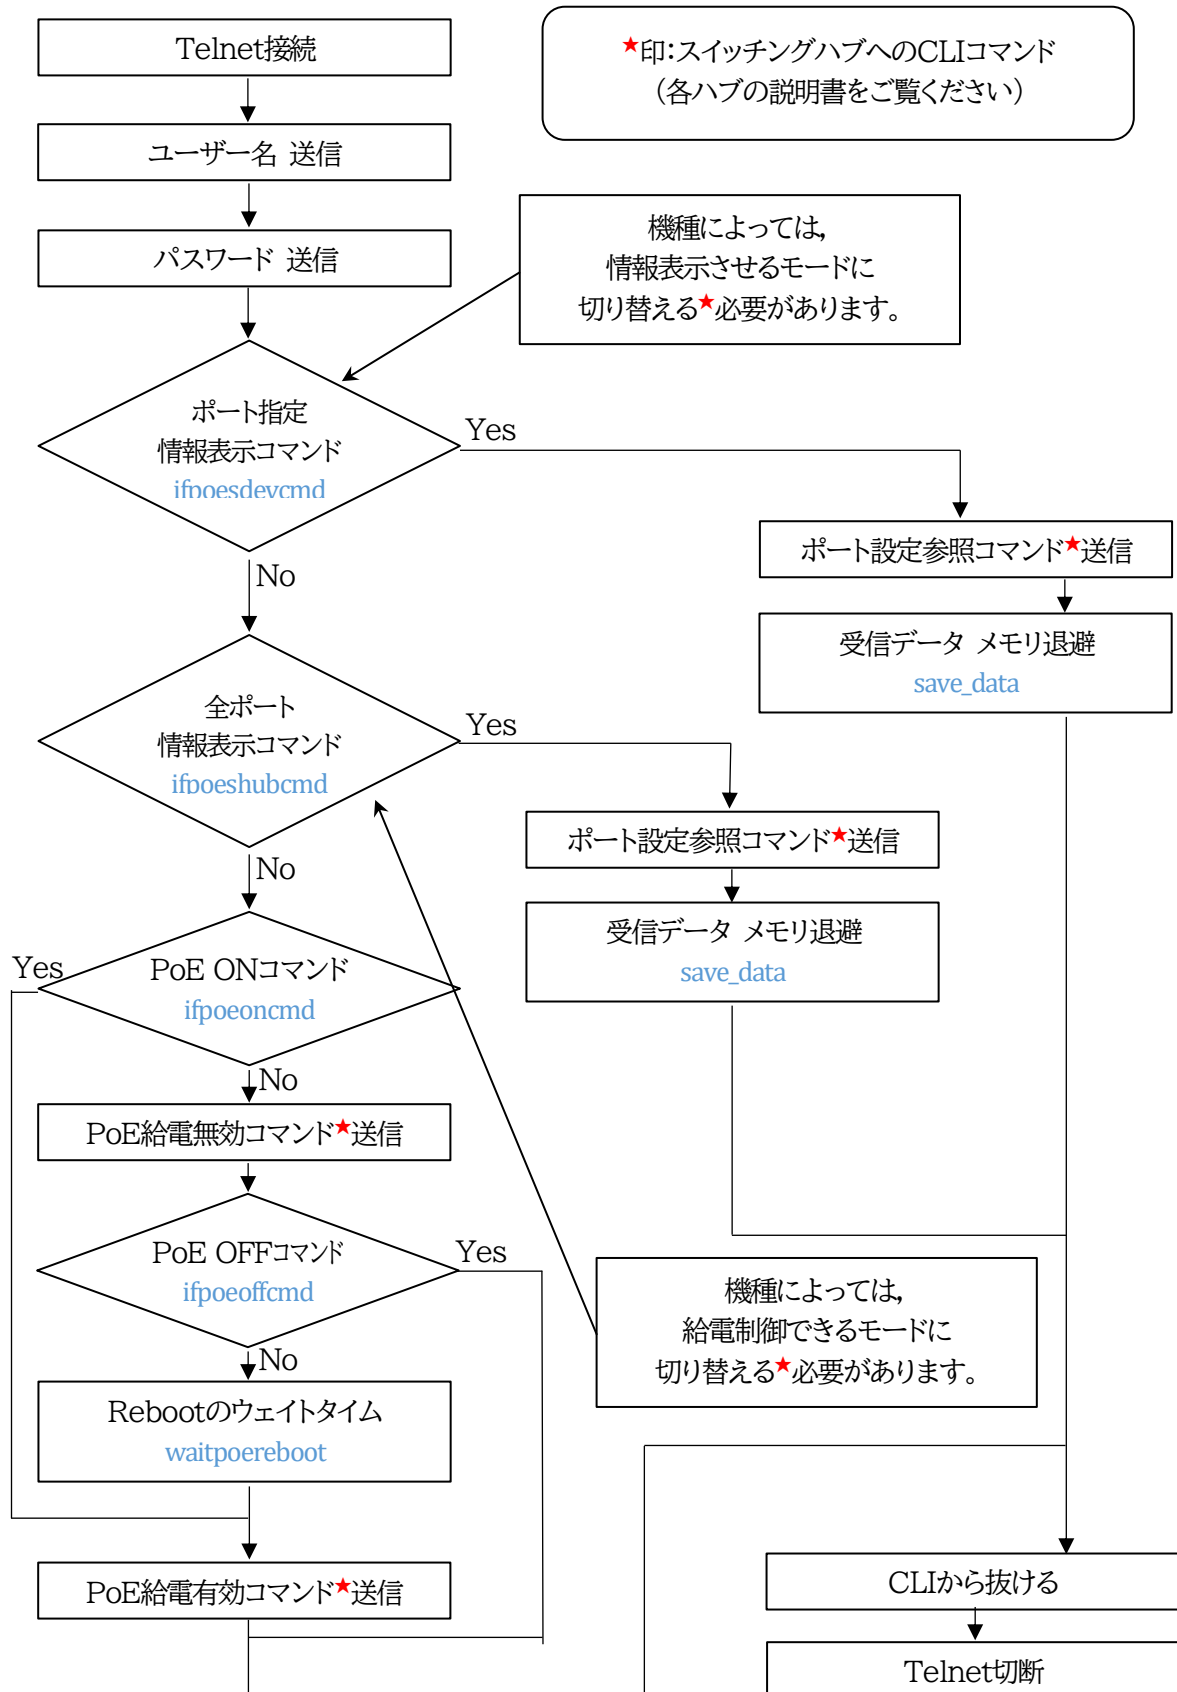 Telnet接続
★印：スイッチングハブへのCLIコマンド
（各ハブの説明書をご覧ください）
ユーザー名 送信
パスワード 送信
機種によっては，
情報表示させるモードに
切り替える★必要があります。
ポート指定
情報表示コマンド
ifpoesdevcmd
Yes
No
ポート設定参照コマンド★送信
受信データ メモリ退避
save_data
全ポート
情報表示コマンド
ifpoeshubcmd
Yes
No
ポート設定参照コマンド★送信
受信データ メモリ退避
save_data
Yes
PoE ONコマンド
ifpoeoncmd
No
PoE給電無効コマンド★送信
PoE OFFコマンド
ifpoeoffcmd
Yes
No
機種によっては，
給電制御できるモードに
切り替える★必要があります。
Rebootのウェイトタイム
waitpoereboot
PoE給電有効コマンド★送信
CLIから抜ける
Telnet切断